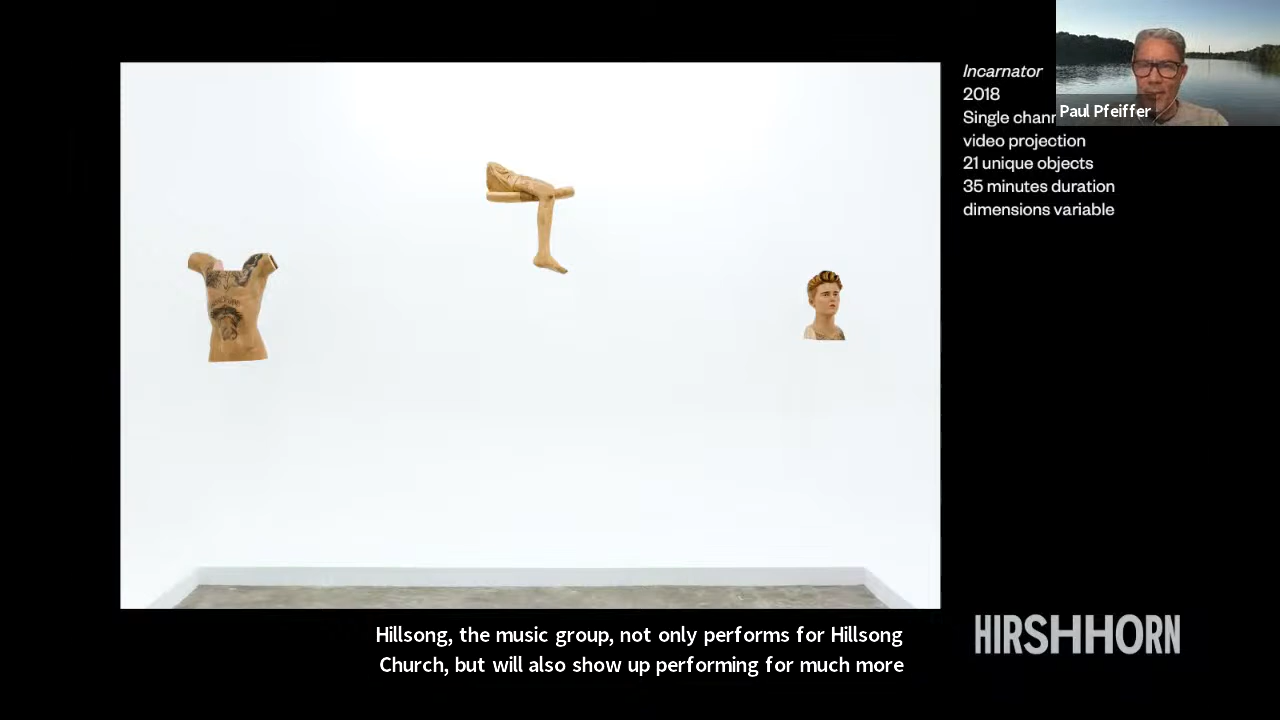 Incarnator
2018
Single chann
video projection
21 unique objects
35 minutes duration
dimensions variable
Paul Pfeiffer
Hillsong, the music group, not only performs for Hillsong
Church, but will also show up performing for much more
HIRSHHORN